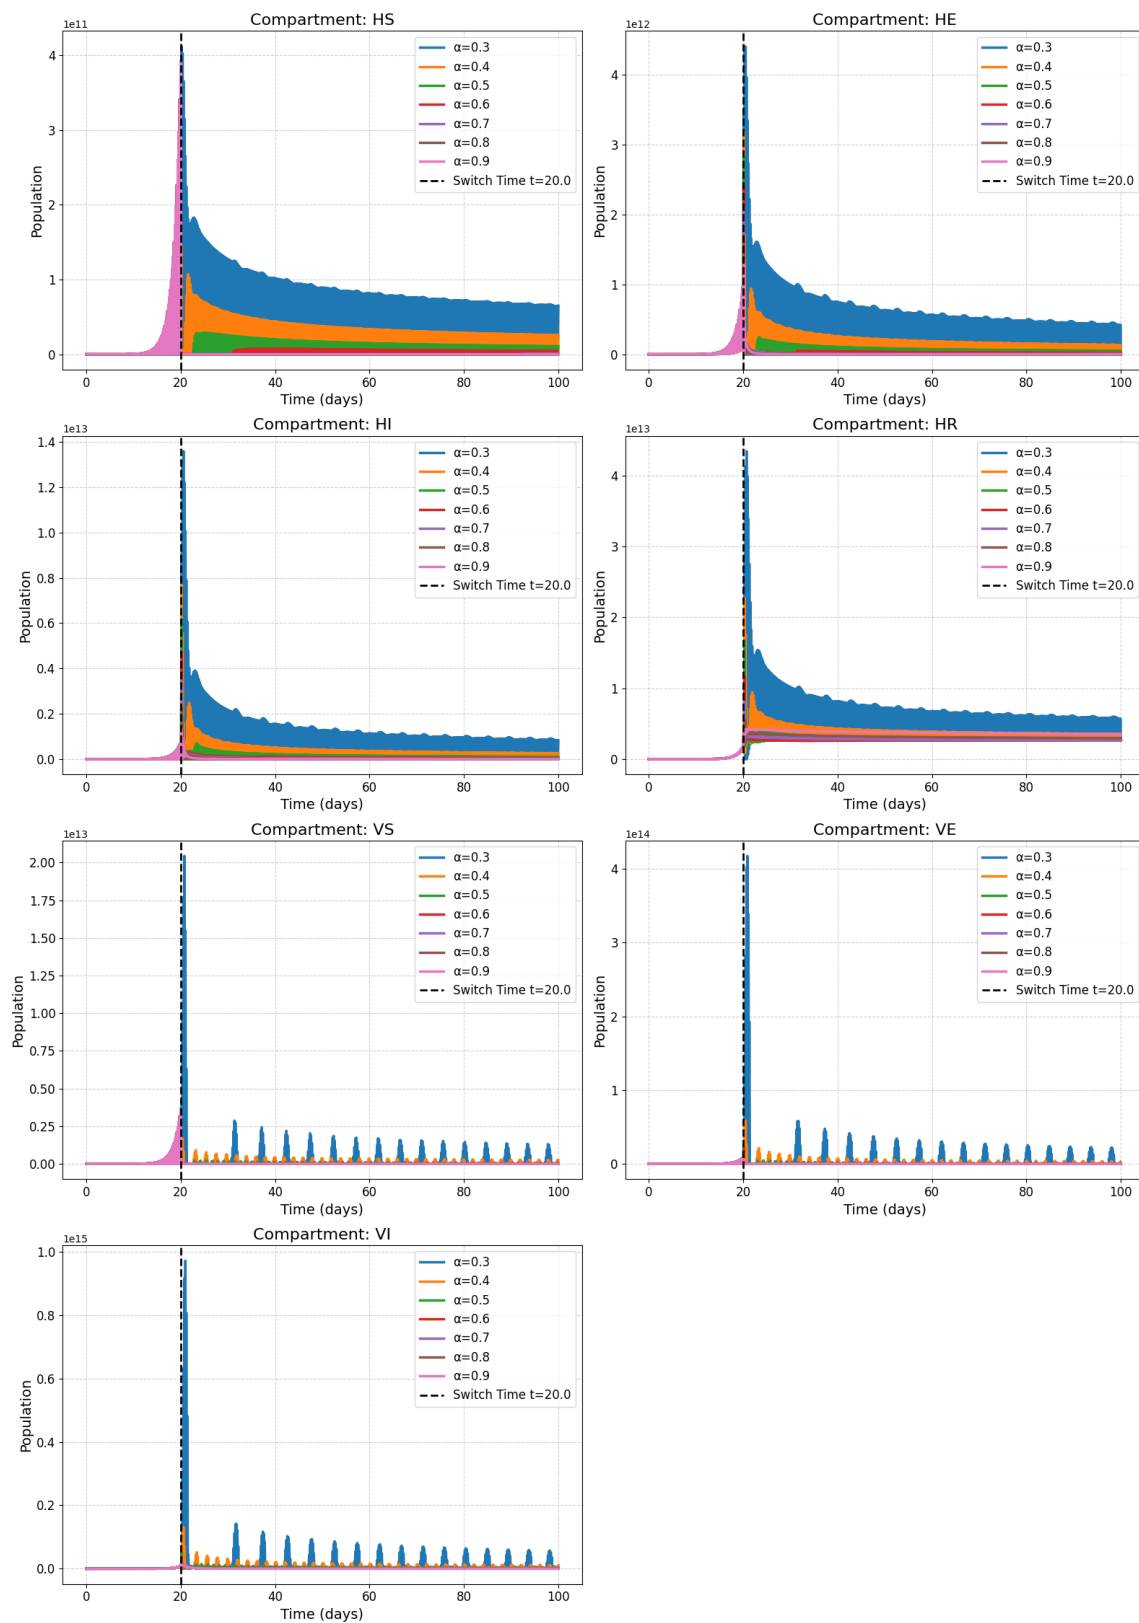 Compartment: HS
1e11
Population
4
3
2
1
0
0 20 40 60 80 100
Time (days)
α=0.3
α=0.4
α=0.5
α=0.6
α=0.7
α=0.8
α=0.9
Switch Time t=20.0
Compartment: HE
1e12
Population
4
3
2
1
0
0 20 40 60 80 100
Time (days)
α=0.3
α=0.4
α=0.5
α=0.6
α=0.7
α=0.8
α=0.9
Switch Time t=20.0
Compartment: HI
1e13
Population
1.4
1.2
1.0
0.8
0.6
0.4
0.2
0.0
0 20 40 60 80 100
Time (days)
α=0.3
α=0.4
α=0.5
α=0.6
α=0.7
α=0.8
α=0.9
Switch Time t=20.0
Compartment: HR
1e13
Population
4
3
2
1
0
0 20 40 60 80 100
Time (days)
α=0.3
α=0.4
α=0.5
α=0.6
α=0.7
α=0.8
α=0.9
Switch Time t=20.0
Compartment: VS
1e13
Population
2.00
1.75
1.50
1.25
1.00
0.75
0.50
0.25
0.00
0 20 40 60 80 100
Time (days)
α=0.3
α=0.4
α=0.5
α=0.6
α=0.7
α=0.8
α=0.9
Switch Time t=20.0
Compartment: VE
1e14
Population
4
3
2
1
0
0 20 40 60 80 100
Time (days)
α=0.3
α=0.4
α=0.5
α=0.6
α=0.7
α=0.8
α=0.9
Switch Time t=20.0
Compartment: VI
1e15
Population
1.0
0.8
0.6
0.4
0.2
0.0
0 20 40 60 80 100
Time (days)
α=0.3
α=0.4
α=0.5
α=0.6
α=0.7
α=0.8
α=0.9
Switch Time t=20.0